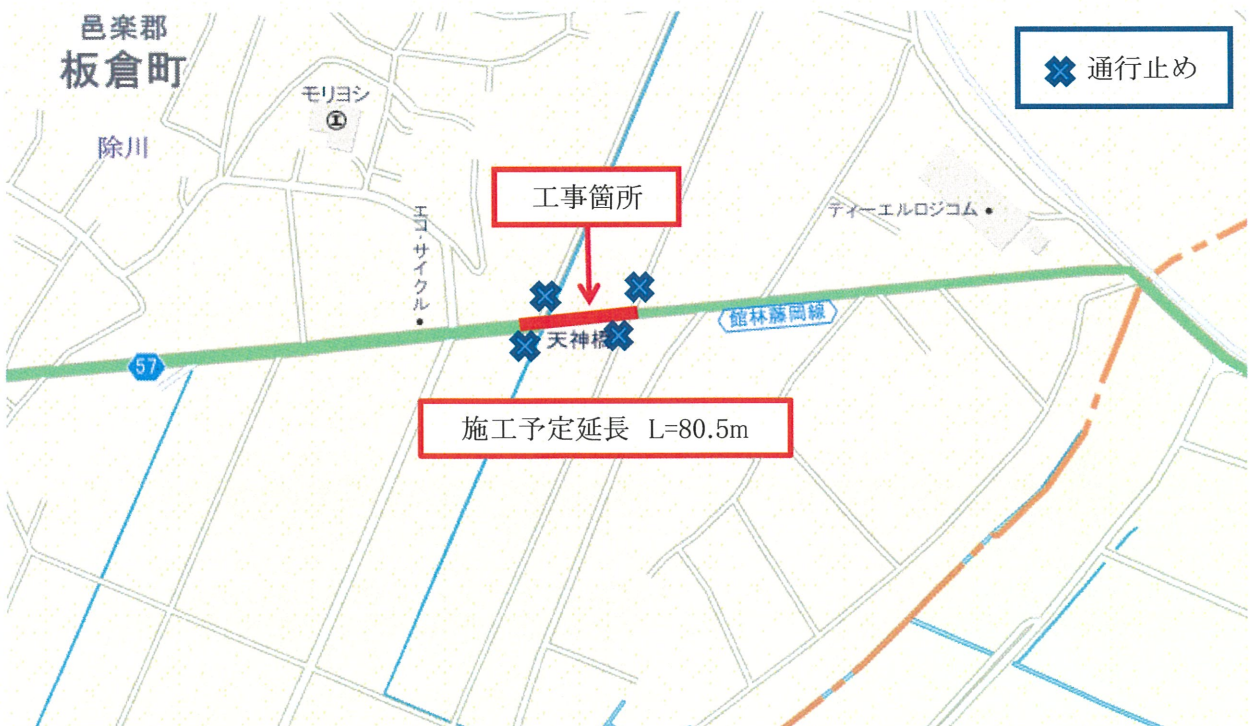 邑楽郡
板倉町
通行止め
モリヨシ
除川
工事箇所
ティーエルロジコム
エコ・サイクル
館林藤岡線
天神橋
57
施工予定延長 L=80.5m